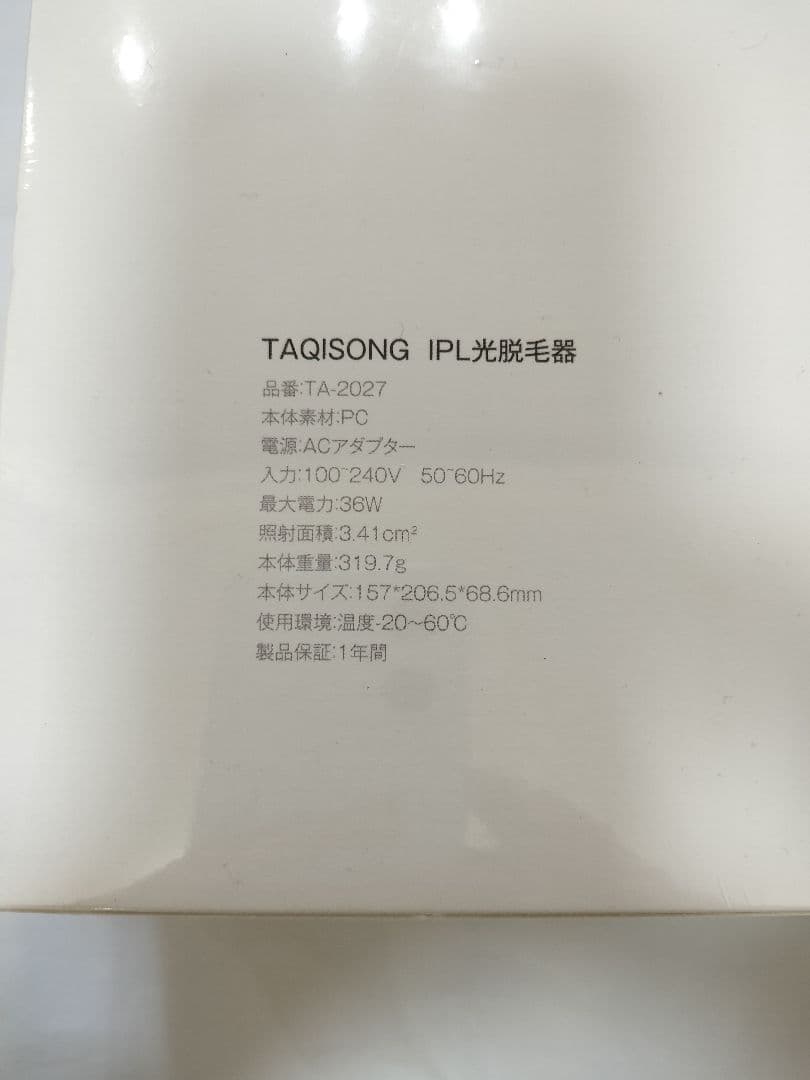 TAQISONG IPL光脱毛器
品番:TA-2027
本体素材:PC
電源:ACアダプター
入力:100~240V 50~60Hz
最大電力:36W
照射面積:3.41cm²
本体重量:319.7g
本体サイズ:157*206.5*68.6mm
使用環境:温度-20～60℃
製品保証:1年間